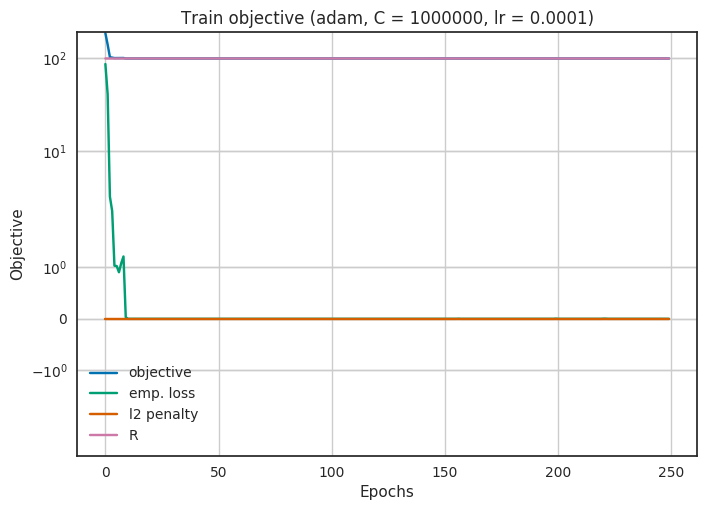 Train objective (adam, C = 1000000, lr = 0.0001)
Objective
10²
10¹
10⁰
0
−10⁰
objective
emp. loss
l2 penalty
R
0 50 100 150 200 250
Epochs